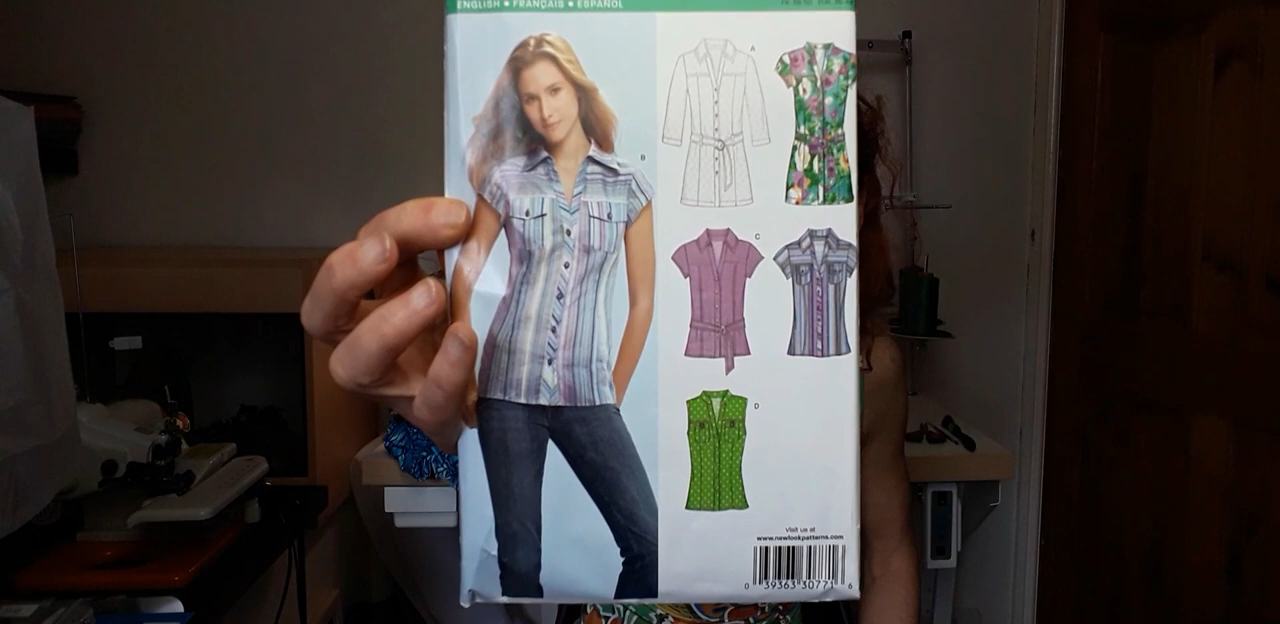 ENGLISH • FRANÇAIS • ESPAÑOL
A
B
C
D
Visit us at
www.newlookpatterns.com
0 39363 30771 6